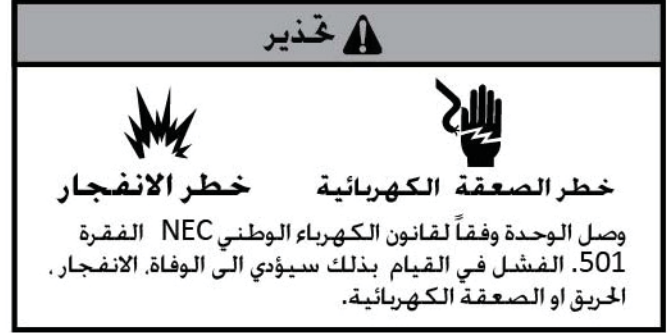 تحذير
خطر الصعقة الكهربائية
خطر الانفجار
وصل الوحدة وفقاً لقانون الكهرباء الوطني NEC الفقرة
501. الفشل في القيام بذلك سيؤدي الى الوفاة, الانفجار ,
الحريق او الصعقة الكهربائية.